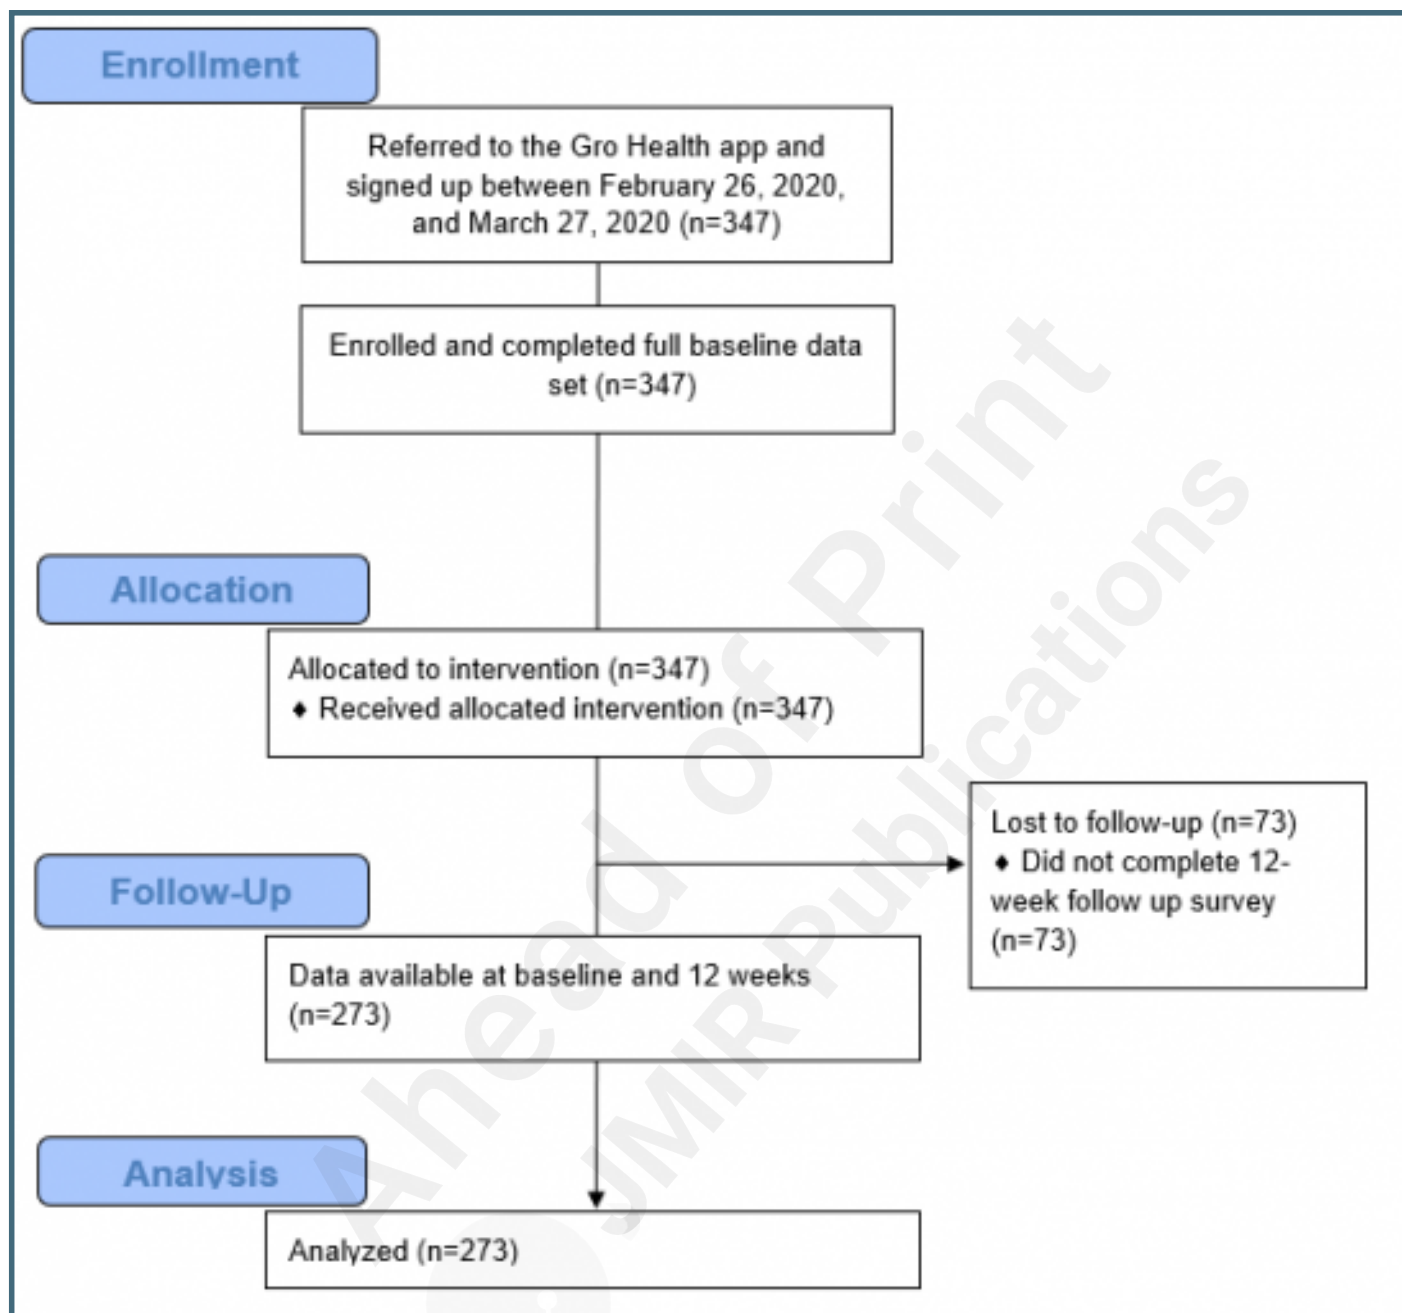 Enrollment
Referred to the Gro Health app and
signed up between February 26, 2020,
and March 27, 2020 (n=347)
Enrolled and completed full baseline data
set (n=347)
Allocation
Allocated to intervention (n=347)
♦ Received allocated intervention (n=347)
Lost to follow-up (n=73)
♦ Did not complete 12-
week follow up survey
(n=73)
Follow-Up
Data available at baseline and 12 weeks
(n=273)
Analysis
Analyzed (n=273)
Ahead of Print
JMIR Publications